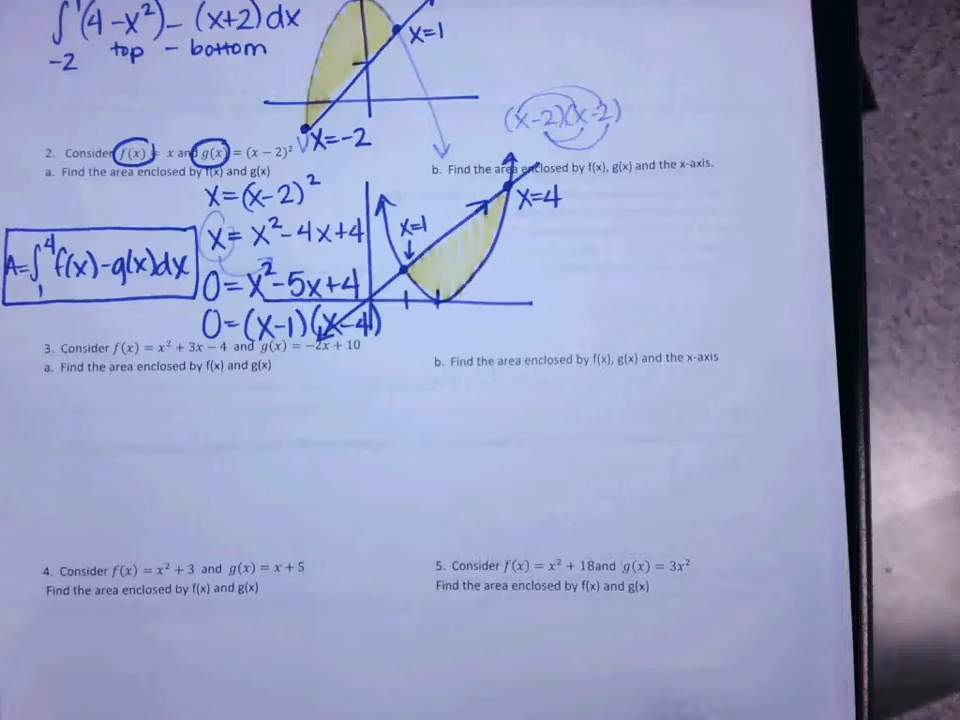 ∫ 1 -2 (4-x²) - (x+2) dx
top - bottom
x=1
x=-2
(x-2)(x-2)
2. Consider f(x) = x and g(x) = (x − 2)²
a. Find the area enclosed by f(x) and g(x)
b. Find the area enclosed by f(x), g(x) and the x-axis.
x=(x-2)²
x= x²-4x+4
0=x²-5x+4
0=(x-1)(x-4)
A=∫ 4 1 f(x)-g(x)dx
x=1
x=4
3. Consider f(x) = x² + 3x − 4 and g(x) = −2x + 10
a. Find the area enclosed by f(x) and g(x)
b. Find the area enclosed by f(x), g(x) and the x-axis
4. Consider f(x) = x² + 3 and g(x) = x + 5
Find the area enclosed by f(x) and g(x)
5. Consider f(x) = x² + 18and g(x) = 3x²
Find the area enclosed by f(x) and g(x)